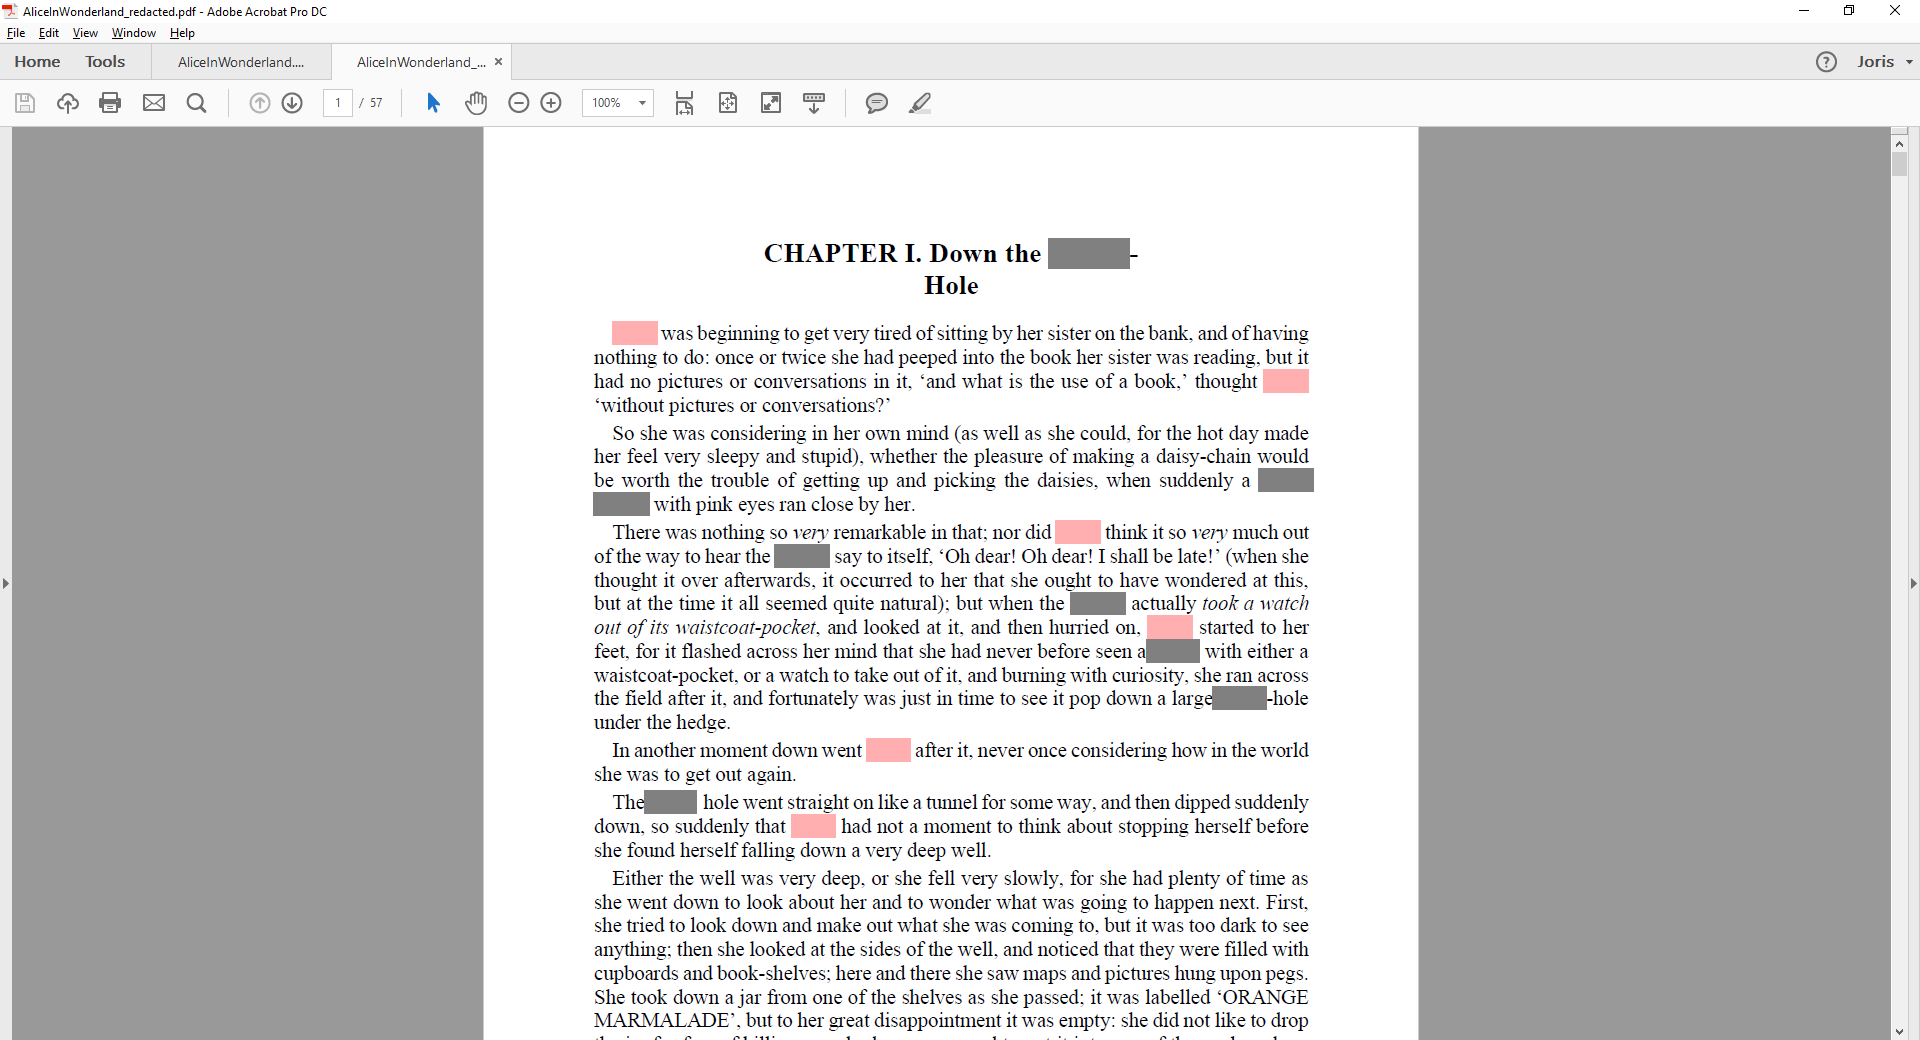 AliceInWonderland_redacted.pdf - Adobe Acrobat Pro DC
File Edit View Window Help
Home Tools AliceInWonderland.... AliceInWonderland_... × ? Joris
1 / 57 100%
CHAPTER I. Down the -
Hole
was beginning to get very tired of sitting by her sister on the bank, and of having
nothing to do: once or twice she had peeped into the book her sister was reading, but it
had no pictures or conversations in it, ‘and what is the use of a book,’ thought
‘without pictures or conversations?’
So she was considering in her own mind (as well as she could, for the hot day made
her feel very sleepy and stupid), whether the pleasure of making a daisy-chain would
be worth the trouble of getting up and picking the daisies, when suddenly a
with pink eyes ran close by her.
There was nothing so very remarkable in that; nor did think it so very much out
of the way to hear the say to itself, ‘Oh dear! Oh dear! I shall be late!’ (when she
thought it over afterwards, it occurred to her that she ought to have wondered at this,
but at the time it all seemed quite natural); but when the actually took a watch
out of its waistcoat-pocket, and looked at it, and then hurried on, started to her
feet, for it flashed across her mind that she had never before seen a with either a
waistcoat-pocket, or a watch to take out of it, and burning with curiosity, she ran across
the field after it, and fortunately was just in time to see it pop down a large -hole
under the hedge.
In another moment down went after it, never once considering how in the world
she was to get out again.
The hole went straight on like a tunnel for some way, and then dipped suddenly
down, so suddenly that had not a moment to think about stopping herself before
she found herself falling down a very deep well.
Either the well was very deep, or she fell very slowly, for she had plenty of time as
she went down to look about her and to wonder what was going to happen next. First,
she tried to look down and make out what she was coming to, but it was too dark to see
anything; then she looked at the sides of the well, and noticed that they were filled with
cupboards and book-shelves; here and there she saw maps and pictures hung upon pegs.
She took down a jar from one of the shelves as she passed; it was labelled ‘ORANGE
MARMALADE’, but to her great disappointment it was empty: she did not like to drop